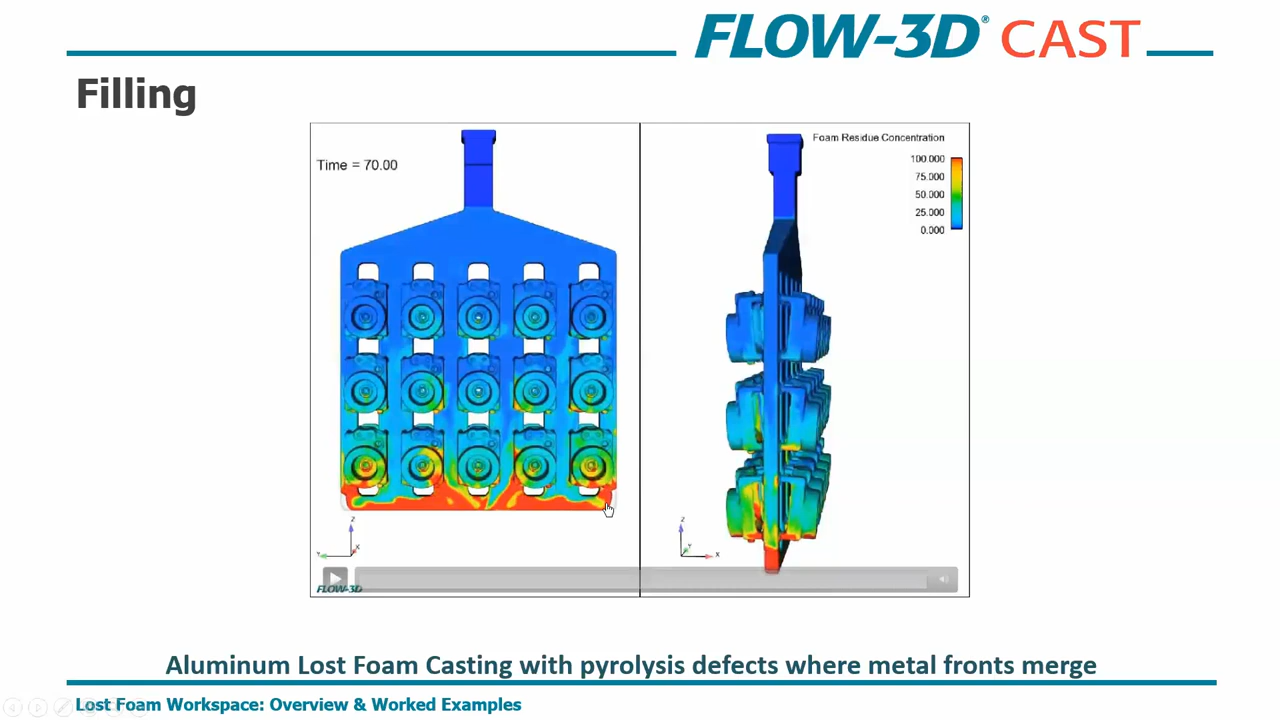 FLOW-3D® CAST
Filling
Time = 70.00
Foam Residue Concentration
100.000
75.000
50.000
25.000
0.000
Z
Y
X
Z
Y
X
FLOW-3D
Aluminum Lost Foam Casting with pyrolysis defects where metal fronts merge
Lost Foam Workspace: Overview & Worked Examples